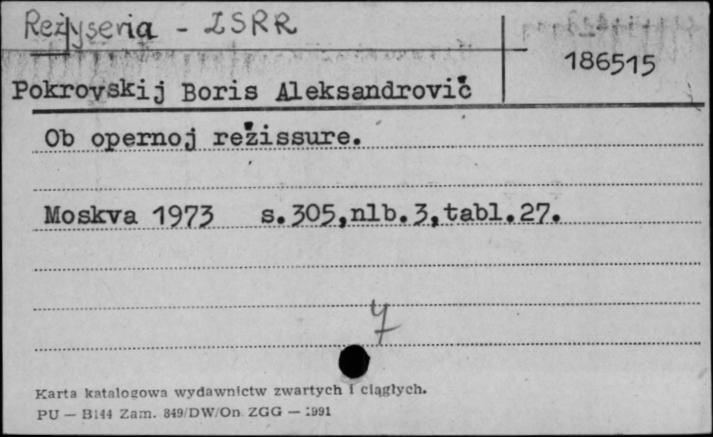 Reżyseria - ZSRR
186515
Pokrovskij Boris Aleksandrovič
Ob opernoj režissure.
Moskva 1973 s.305,nlb.3,tabl.27.
Karta katalogowa wydawnictw zwartych i ciągłych.
PU — B144 Zam. 849/DW/On ZGG — 1991